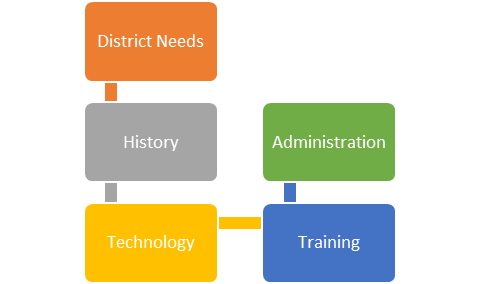 District Needs
History
Technology
Training
Administration